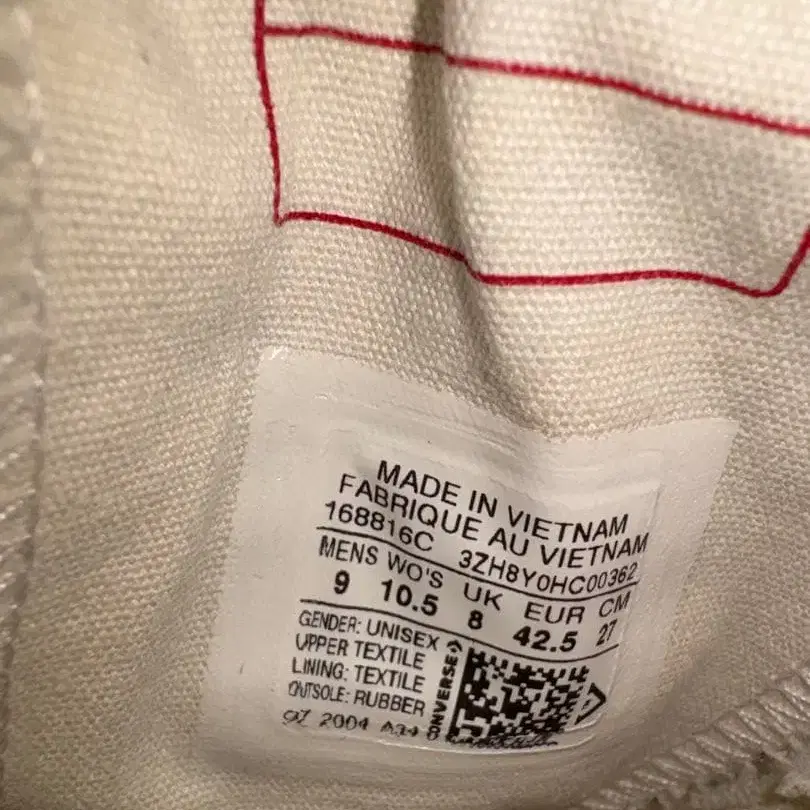 MADE IN VIETNAM
FABRIQUE AU VIETNAM
168816C 3ZH8Y0HC00362
MENS WO'S UK EUR CM
9 10.5 8 42.5 27
GENDER: UNISEX
UPPER TEXTILE
LINING: TEXTILE
OUTSOLE: RUBBER
2004
CONVERSE